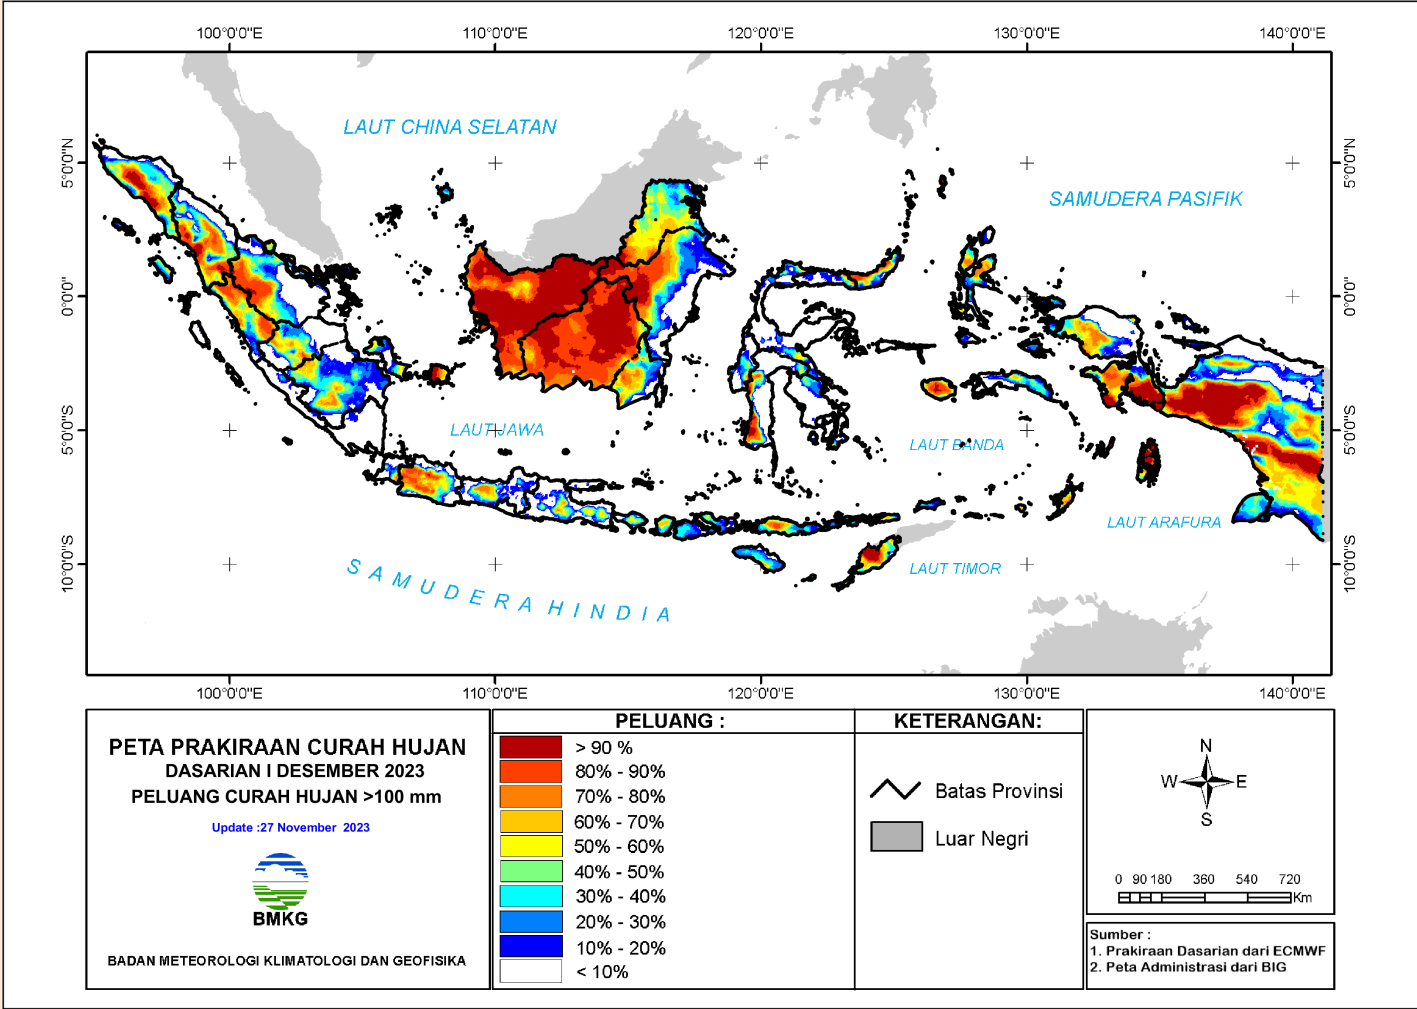 100°0'0"E 110°0'0"E 120°0'0"E 130°0'0"E 140°0'0"E
5°0'0"N
0°0'0"
5°0'0"S
10°0'0"S
LAUT CHINA SELATAN
SAMUDERA PASIFIK
LAUT JAWA
LAUT BANDA
LAUT ARAFURA
LAUT TIMOR
SAMUDERA HINDIA
5°0'0"N
0°0'0"
5°0'0"S
10°0'0"S
100°0'0"E 110°0'0"E 120°0'0"E 130°0'0"E 140°0'0"E
PETA PRAKIRAAN CURAH HUJAN
DASARIAN I DESEMBER 2023
PELUANG CURAH HUJAN >100 mm
Update :27 November 2023
BMKG
BADAN METEOROLOGI KLIMATOLOGI DAN GEOFISIKA
PELUANG :
> 90 %
80% - 90%
70% - 80%
60% - 70%
50% - 60%
40% - 50%
30% - 40%
20% - 30%
10% - 20%
< 10%
KETERANGAN:
Batas Provinsi
Luar Negri
N
W E
S
0 90 180 360 540 720
Km
Sumber :
1. Prakiraan Dasarian dari ECMWF
2. Peta Administrasi dari BIG